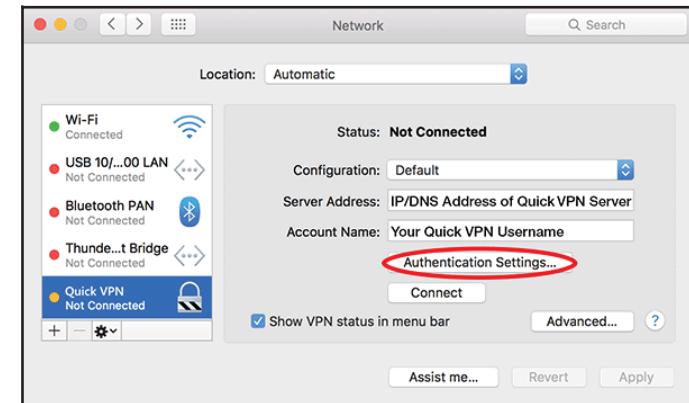 Network
Search
Location: Automatic
Wi-Fi
Connected
USB 10/...00 LAN
Not Connected
Bluetooth PAN
Not Connected
Thunde...t Bridge
Not Connected
Quick VPN
Not Connected
+ −
Status: Not Connected
Configuration: Default
Server Address: IP/DNS Address of Quick VPN Server
Account Name: Your Quick VPN Username
Authentication Settings...
Connect
Show VPN status in menu bar
Advanced...
?
Assist me...
Revert
Apply